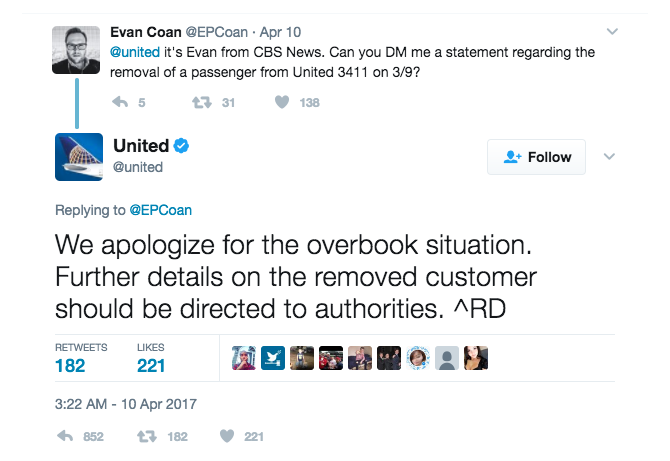 Evan Coan @EPCoan · Apr 10
@united it's Evan from CBS News. Can you DM me a statement regarding the
removal of a passenger from United 3411 on 3/9?
5 31 138
United
@united
Follow
Replying to @EPCoan
We apologize for the overbook situation.
Further details on the removed customer
should be directed to authorities. ^RD
RETWEETS LIKES
182 221
3:22 AM - 10 Apr 2017
852 182 221